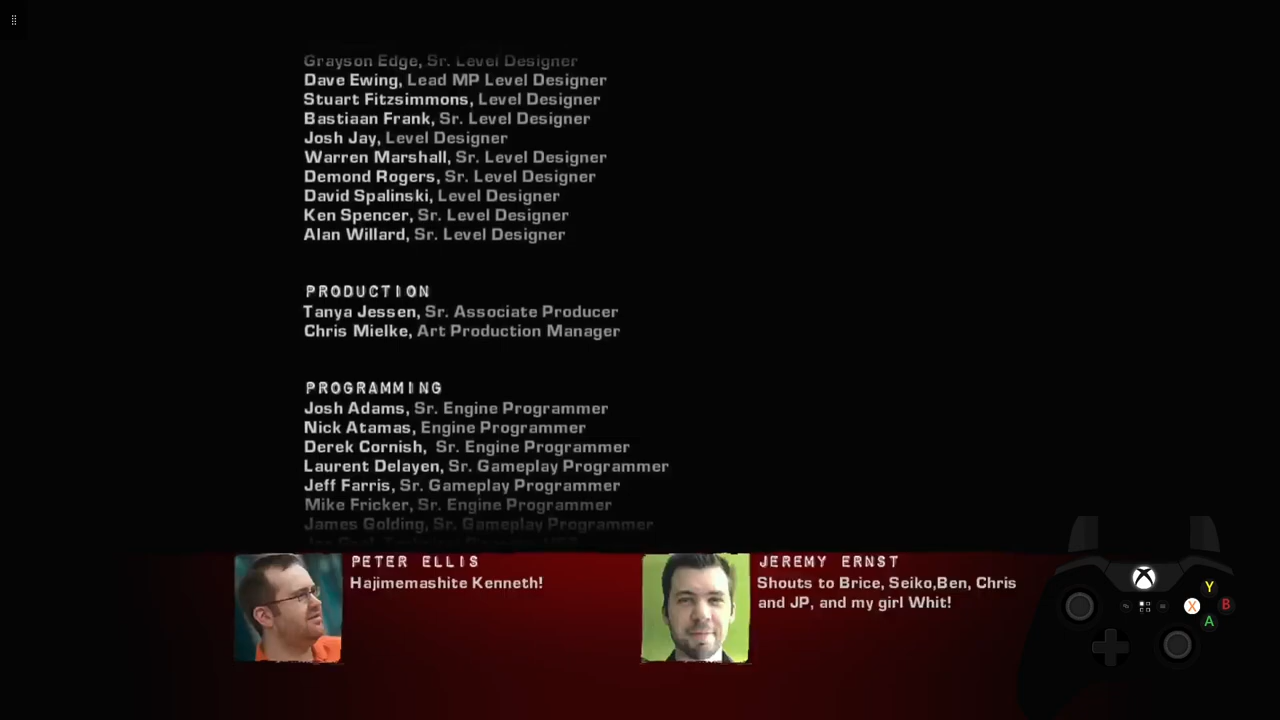 Grayson Edge, Sr. Level Designer
Dave Ewing, Lead MP Level Designer
Stuart Fitzsimmons, Level Designer
Bastiaan Frank, Sr. Level Designer
Josh Jay, Level Designer
Warren Marshall, Sr. Level Designer
Demond Rogers, Sr. Level Designer
David Spalinski, Level Designer
Ken Spencer, Sr. Level Designer
Alan Willard, Sr. Level Designer
PRODUCTION
Tanya Jessen, Sr. Associate Producer
Chris Mielke, Art Production Manager
PROGRAMMING
Josh Adams, Sr. Engine Programmer
Nick Atamas, Engine Programmer
Derek Cornish, Sr. Engine Programmer
Laurent Delayen, Sr. Gameplay Programmer
Jeff Farris, Sr. Gameplay Programmer
Mike Fricker, Sr. Engine Programmer
James Golding, Sr. Gameplay Programmer
PETER ELLIS
Hajimemashite Kenneth!
JEREMY ERNST
Shouts to Brice, Seiko,Ben, Chris
and JP, and my girl Whit!
Y
X
B
A